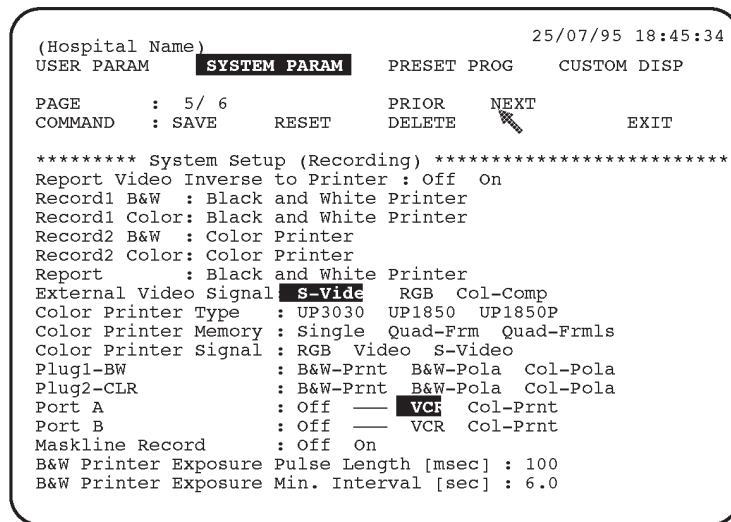 25/07/95 18:45:34
(Hospital Name)
USER PARAM SYSTEM PARAM PRESET PROG CUSTOM DISP
PAGE : 5/ 6 PRIOR NEXT
COMMAND : SAVE RESET DELETE EXIT
********* System Setup (Recording) **************************
Report Video Inverse to Printer : Off On
Record1 B&W : Black and White Printer
Record1 Color: Black and White Printer
Record2 B&W : Color Printer
Record2 Color: Color Printer
Report : Black and White Printer
External Video Signal S-Vide RGB Col-Comp
Color Printer Type : UP3030 UP1850 UP1850P
Color Printer Memory : Single Quad-Frm Quad-Frmls
Color Printer Signal : RGB Video S-Video
Plug1-BW : B&W-Prnt B&W-Pola Col-Pola
Plug2-CLR : B&W-Prnt B&W-Pola Col-Pola
Port A : Off —— VCR Col-Prnt
Port B : Off —— VCR Col-Prnt
Maskline Record : Off On
B&W Printer Exposure Pulse Length [msec] : 100
B&W Printer Exposure Min. Interval [sec] : 6.0